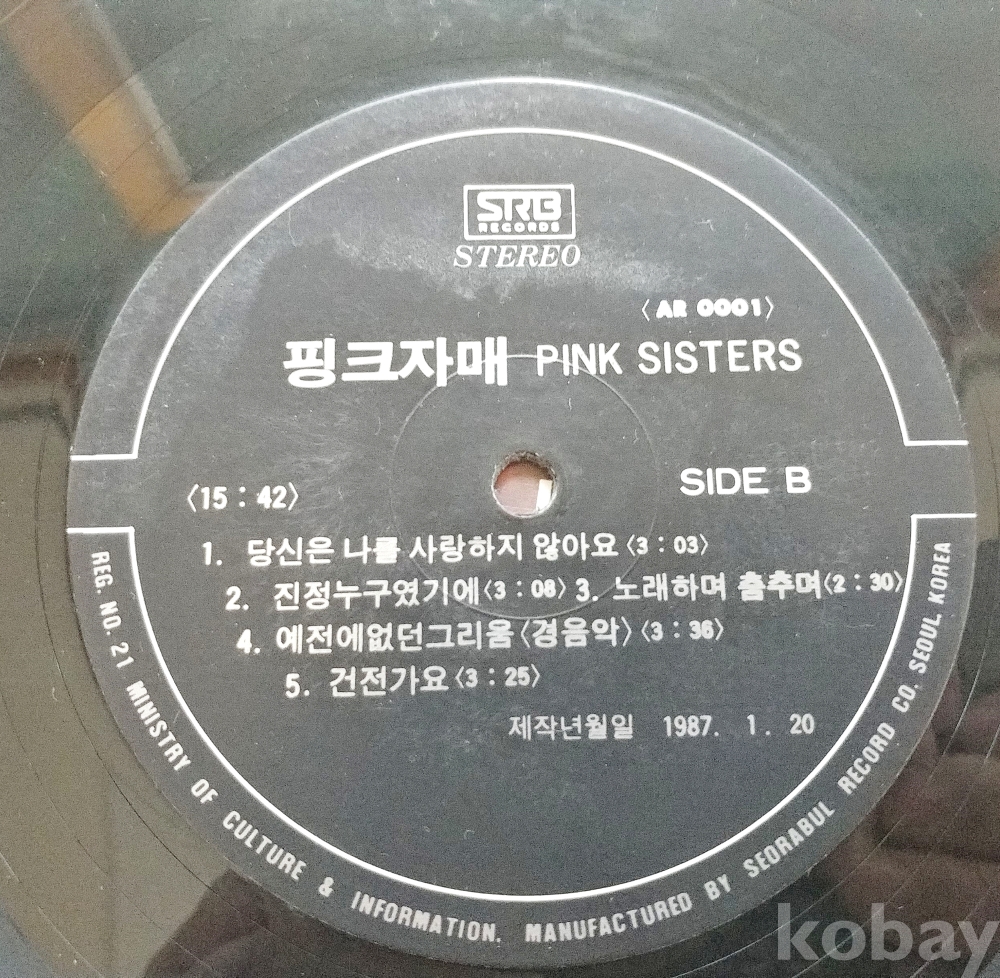 SRB
RECORDS
STEREO
〈AR 0001〉
핑크자매 PINK SISTERS
〈15 : 42〉
SIDE B
1. 당신은 나를 사랑하지 않아요〈3 : 03〉
2. 진정누구였기에〈3 : 08〉3. 노래하며 춤추며〈2 : 30〉
4. 예전에없던그리움〈경음악〉〈3 : 36〉
5. 건전가요〈3 : 25〉
제작년월일 1987. 1. 20
REG. NO. 21 MINISTRY OF CULTURE & INFORMATION. MANUFACTURED BY SEORABUL RECORD CO. SEOUL KOREA
kobay